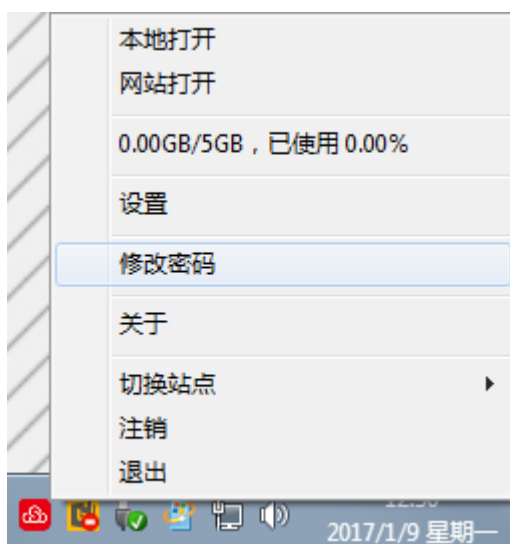 本地打开
网站打开
0.00GB/5GB，已使用 0.00%
设置
修改密码
关于
切换站点
注销
退出
2017/1/9 星期一